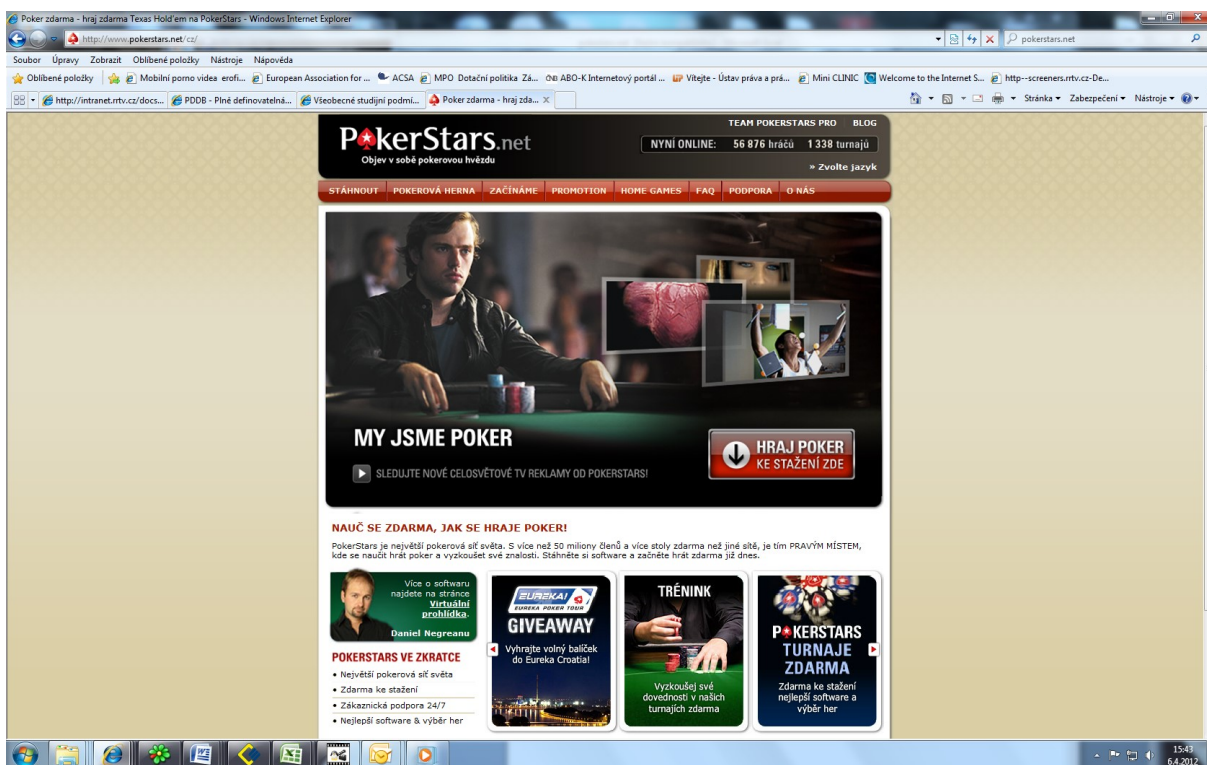 Poker zdarma - hraj zdarma Texas Hold'em na PokerStars - Windows Internet Explorer
http://www.pokerstars.net/cz/
pokerstars.net
Soubor Úpravy Zobrazit Oblíbené položky Nástroje Nápověda
Oblíbené položky Mobilní porno videa erofi... European Association for ... ACSA MPO Dotační politika Zá... ABO-K Internetový portál ... Vítejte - Ústav práva a prá... Mini CLINIC Welcome to the Internet S... http--screeners.rrtv.cz-De...
http://intranet.rrtv.cz/docs... PDDB - Plně definovatelná... Všeobecné studijní podmí... Poker zdarma - hraj zda... Stránka Zabezpečení Nástroje
TEAM POKERSTARS PRO BLOG
PokerStars.net
Objev v sobě pokerovou hvězdu
NYNÍ ONLINE: 56 876 hráčů 1 338 turnajů
» Zvolte jazyk
STÁHNOUT POKEROVÁ HERNA ZAČÍNÁME PROMOTION HOME GAMES FAQ PODPORA O NÁS
MY JSME POKER
SLEDUJTE NOVÉ CELOSVĚTOVÉ TV REKLAMY OD POKERSTARS!
HRAJ POKER
KE STAŽENÍ ZDE
NAUČ SE ZDARMA, JAK SE HRAJE POKER!
PokerStars je největší pokerová síť světa. S více než 50 miliony členů a více stoly zdarma než jiné sítě, je tím PRAVÝM MÍSTEM,
kde se naučit hrát poker a vyzkoušet své znalosti. Stáhněte si software a začněte hrát zdarma již dnes.
Více o softwaru
najdete na stránce
Virtuální
prohlídka.
Daniel Negreanu
POKERSTARS VE ZKRATCE
• Největší pokerová síť světa
• Zdarma ke stažení
• Zákaznická podpora 24/7
• Nejlepší software & výběr her
EUREKA!
EUREKA POKER TOUR
GIVEAWAY
Vyhrajte volný balíček
do Eureka Croatia!
TRÉNINK
Vyzkoušej své
dovednosti v našich
turnajích zdarma
POKERSTARS
TURNAJE
ZDARMA
Zdarma ke stažení
nejlepší software a
výběr her
15:43
6.4.2012